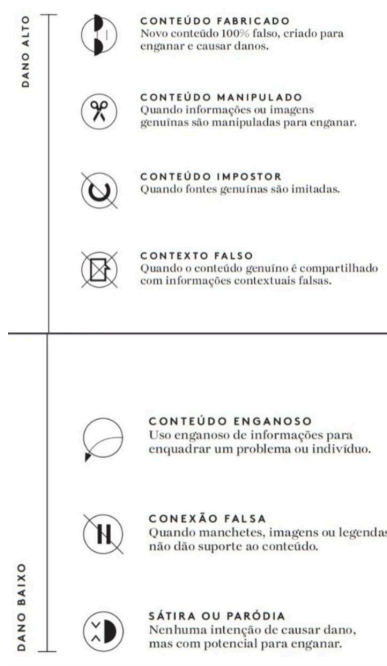 DANO ALTO
CONTEÚDO FABRICADO
Novo conteúdo 100% falso, criado para
enganar e causar danos.
CONTEÚDO MANIPULADO
Quando informações ou imagens
genuínas são manipuladas para enganar.
CONTEÚDO IMPOSTOR
Quando fontes genuínas são imitadas.
CONTEXTO FALSO
Quando o conteúdo genuíno é compartilhado
com informações contextuais falsas.
CONTEÚDO ENGANOSO
Uso enganoso de informações para
enquadrar um problema ou indivíduo.
CONEXÃO FALSA
Quando manchetes, imagens ou legendas
não dão suporte ao conteúdo.
DANO BAIXO
SÁTIRA OU PARÓDIA
Nenhuma intenção de causar dano,
mas com potencial para enganar.